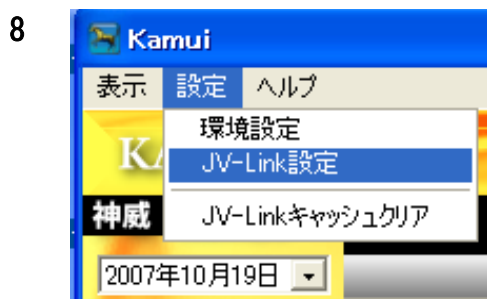 8
Kamui
表示 設定 ヘルプ
環境設定
JV-Link設定
JV-Linkキャッシュクリア
神威
2007年10月19日